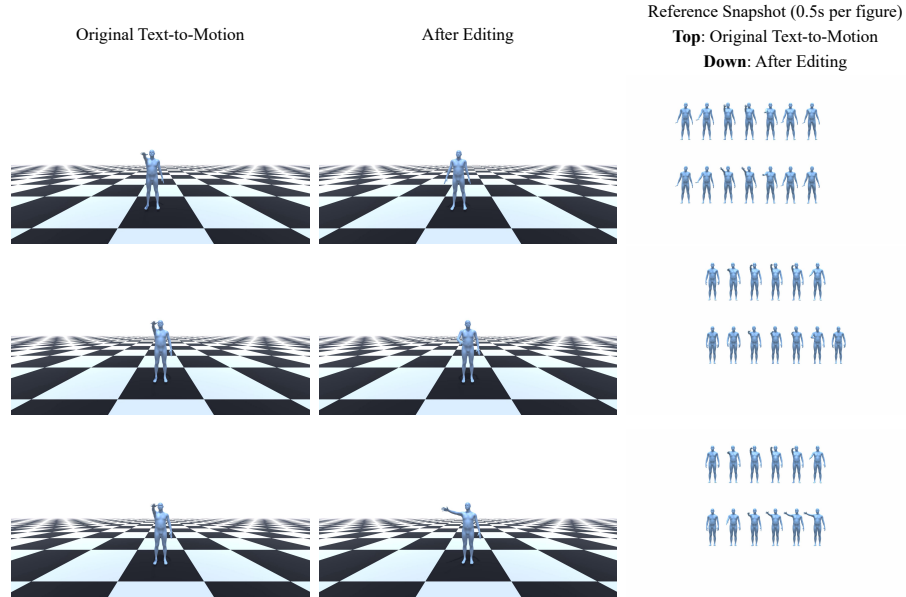 Original Text-to-Motion
After Editing
Reference Snapshot (0.5s per figure)
Top: Original Text-to-Motion
Down: After Editing